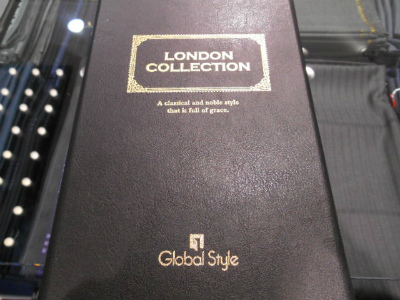 LONDON
COLLECTION
A classical and noble style
that is full of grace.
Global Style